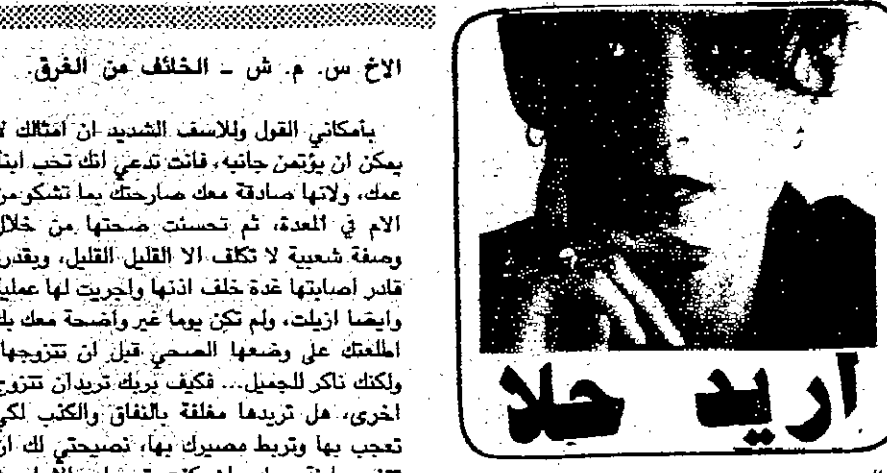 اريد حلا
الاخ س. م. ش ـ الخائف من الغرق.
بأمكاني القول وللاسف الشديد ان امثالك لا
يمكن ان يؤتمن جانبه، فانت تدعي انك تحب ابنة
عمك، ولانها صادقة معك صارحتك بما تشكو من
الام في المعدة، ثم تحسنت صحتها من خلال
وصفة شعبية لا تكلف الا القليل القليل، وبقدرة
قادر اصابتها غدة خلف اذنها واجريت لها عملية
وايضا ازيلت، ولم تكن يوما غير واضحة معك بل
اطلعتك على وضعها الصحي قبل ان تتزوجها
ولكنك ناكر للجميل... فكيف بربك تريد ان تتزوج
اخرى، هل تريدها مغلفة بالنفاق والكذب لكي
تعجب بها وتربط مصيرك بها، نصيحتي لك ان